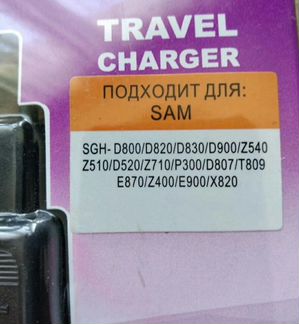 TRAVEL
CHARGER
ПОДХОДИТ ДЛЯ:
SAM
SGH- D800/D820/D830/D900/Z540
Z510/D520/Z710/P300/D807/T809
E870/Z400/E900/X820